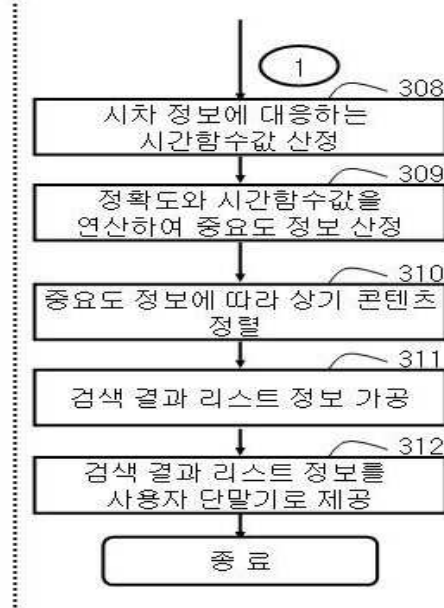 1
308
시차 정보에 대응하는
시간함수값 산정
309
정확도와 시간함수값을
연산하여 중요도 정보 산정
310
중요도 정보에 따라 상기 콘텐츠
정렬
311
검색 결과 리스트 정보 가공
312
검색 결과 리스트 정보를
사용자 단말기로 제공
종 료